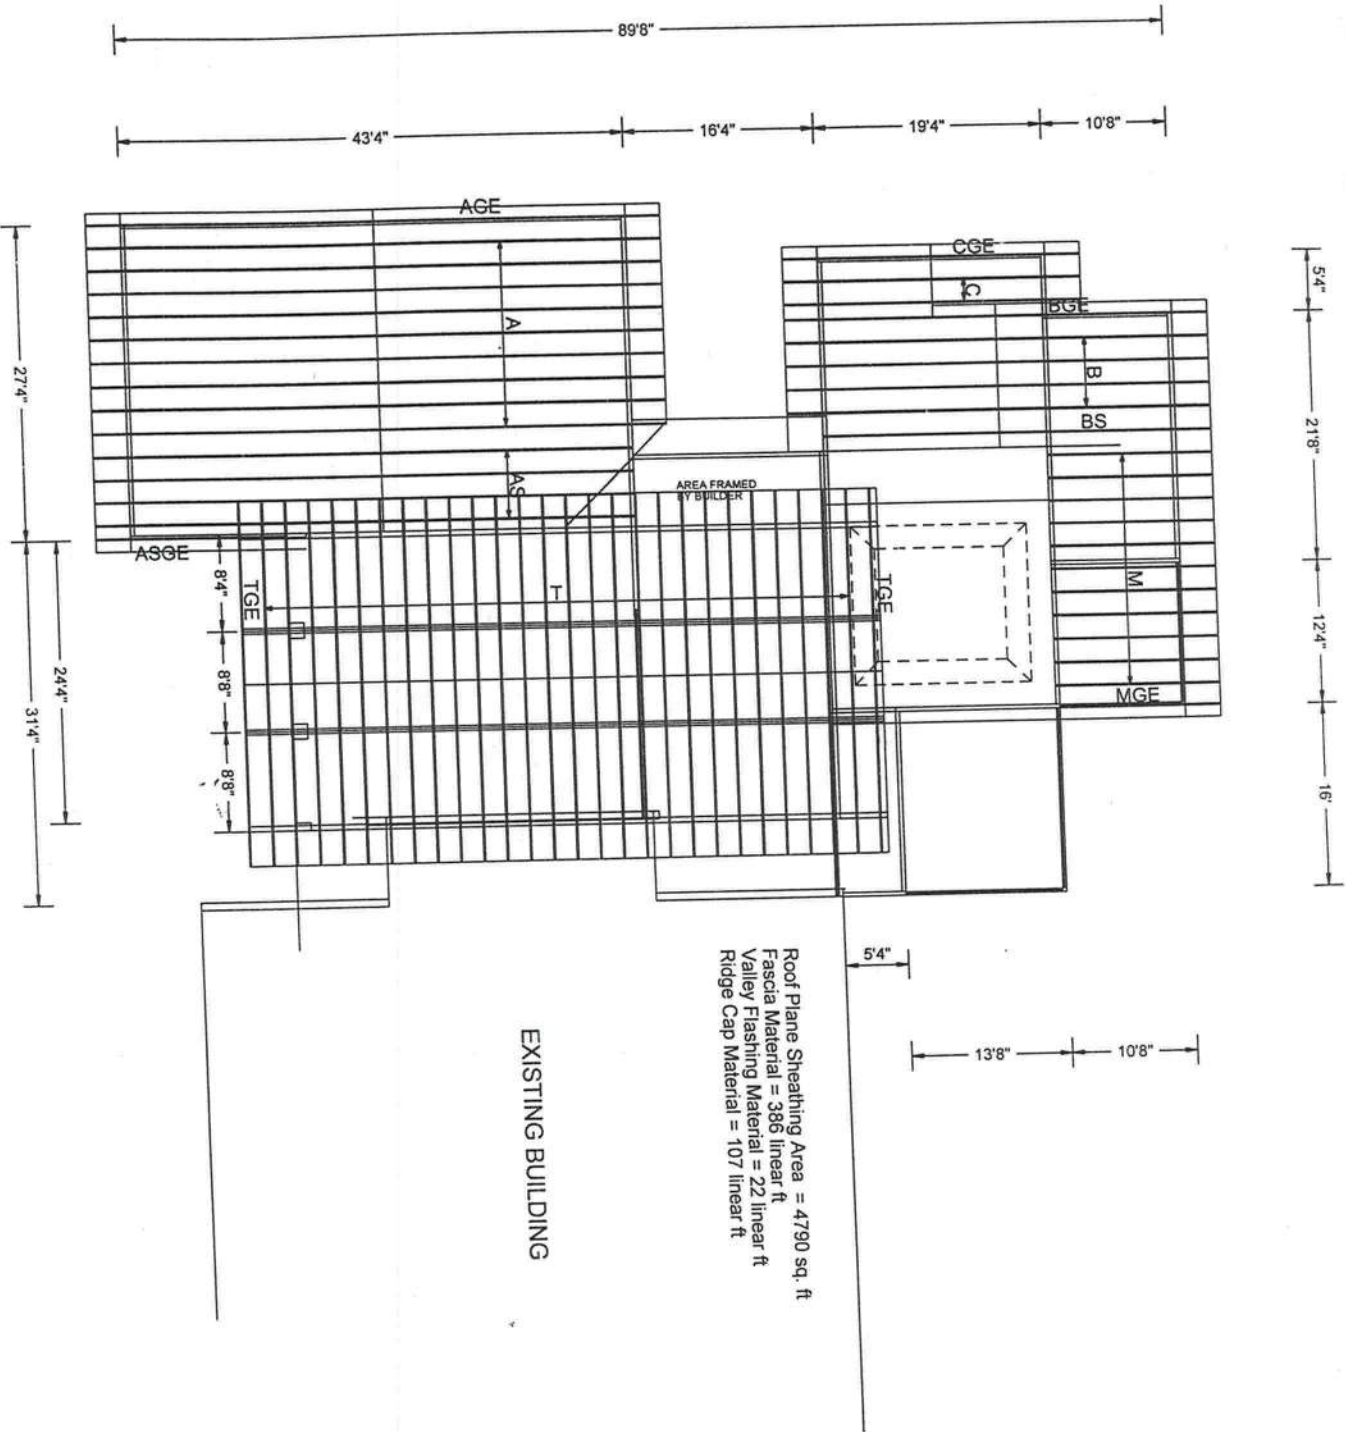 89'8"
43'4"
16'4"
19'4"
10'8"
AGE
CGE
5'4"
C
BGE
A
B
27'4"
BS
21'8"
AS
AREA FRAMED
BY BUILDER
ASGE
8'4"
TGE
T
TGE
M
12'4"
24'4"
8'8"
MGE
31'4"
8'8"
16'
5'4"
Roof Plane Sheathing Area = 4790 sq. ft
Fascia Material = 386 linear ft
Valley Flashing Material = 22 linear ft
Ridge Cap Material = 107 linear ft
13'8"
10'8"
EXISTING BUILDING